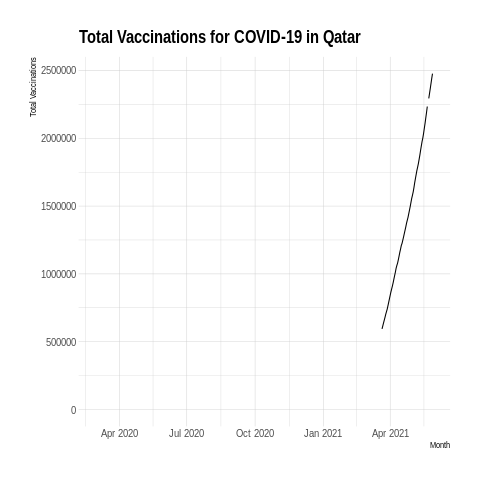 Total Vaccinations for COVID-19 in Qatar
Total Vaccinations
2500000
2000000
1500000
1000000
500000
0
Apr 2020 Jul 2020 Oct 2020 Jan 2021 Apr 2021
Month